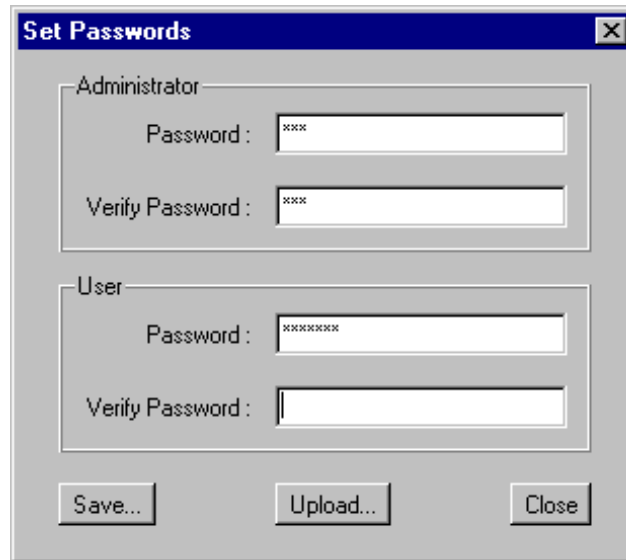 Set Passwords
Administrator
Password : ***
Verify Password : ***
User
Password : *******
Verify Password :
Save... Upload... Close